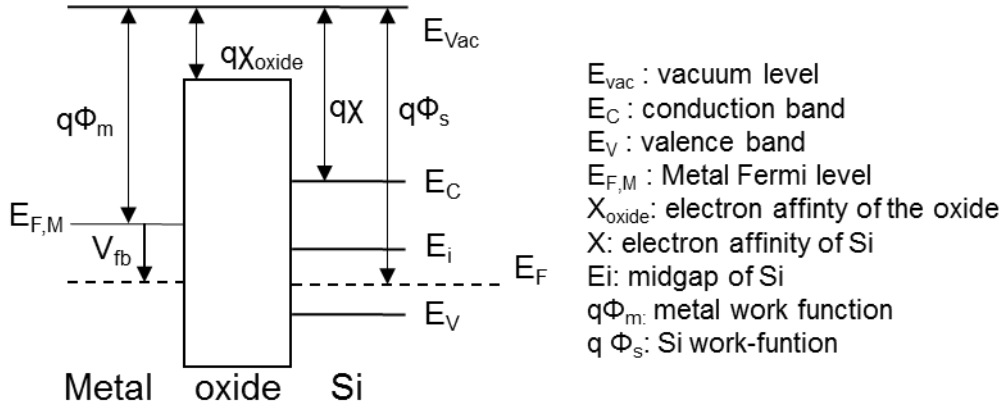 E_Vac
qχ_oxide
qΦ_m
qχ
qΦ_s
E_C
E_F,M
V_fb
E_i
E_F
E_V
Metal oxide Si
E_vac : vacuum level
E_C : conduction band
E_V : valence band
E_F,M : Metal Fermi level
X_oxide: electron affinty of the oxide
X: electron affinity of Si
Ei: midgap of Si
qΦ_m: metal work function
q Φ_s: Si work-funtion